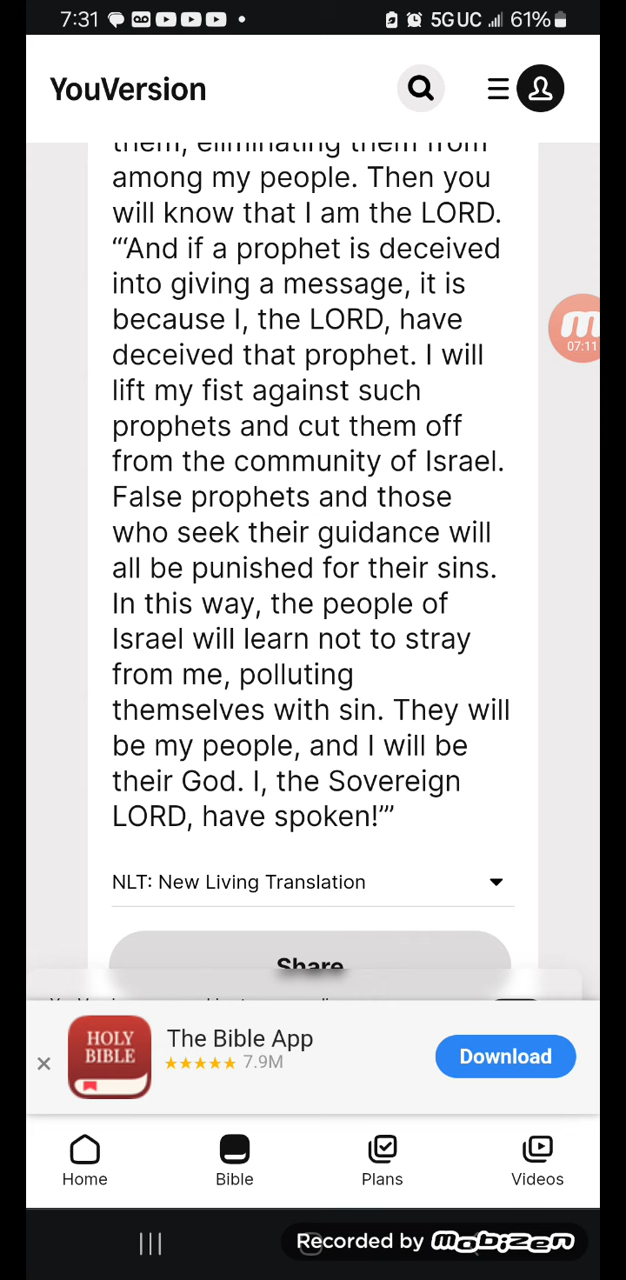 7:31
5GUC
61%
YouVersion
them, eliminating them from
among my people. Then you
will know that I am the LORD.
“‘And if a prophet is deceived
into giving a message, it is
because I, the LORD, have
deceived that prophet. I will
lift my fist against such
prophets and cut them off
from the community of Israel.
False prophets and those
who seek their guidance will
all be punished for their sins.
In this way, the people of
Israel will learn not to stray
from me, polluting
themselves with sin. They will
be my people, and I will be
their God. I, the Sovereign
LORD, have spoken!’”
m
07:11
NLT: New Living Translation
Share
HOLY
BIBLE
The Bible App
★★★★★ 7.9M
Download
Home
Bible
Plans
Videos
Recorded by mobizen